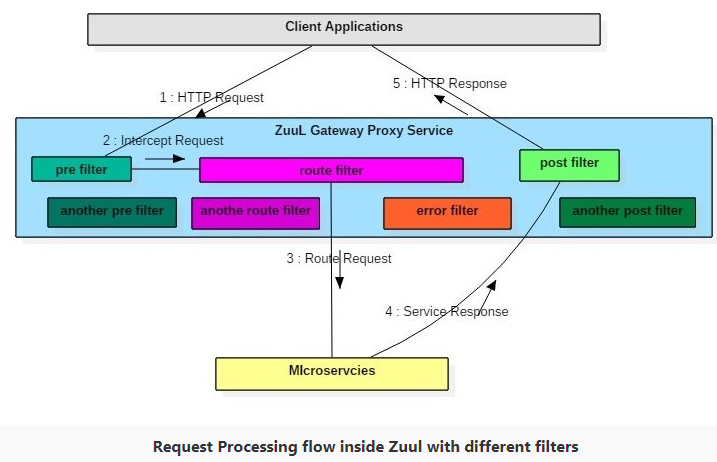 Client Applications
1 : HTTP Request
5 : HTTP Response
ZuuL Gateway Proxy Service
2 : Intercept Request
pre filter
route filter
post filter
another pre filter
anothe route filter
error filter
another post filter
3 : Route Request
4 : Service Response
MIcroservcies
Request Processing flow inside Zuul with different filters